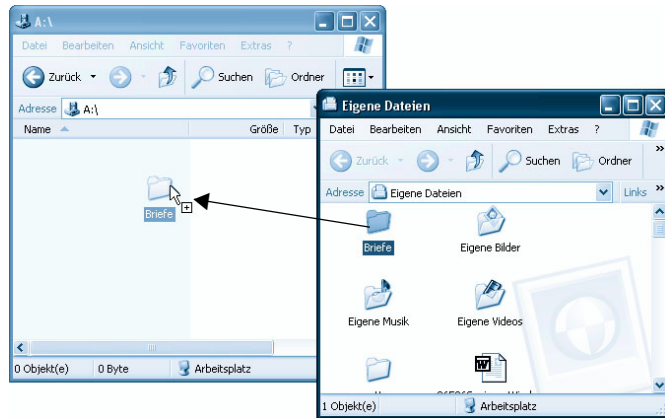 A:\
Datei Bearbeiten Ansicht Favoriten Extras ?
Zurück Suchen Ordner
Adresse A:\
Name Größe Typ
Briefe
0 Objekt(e) 0 Byte Arbeitsplatz
Eigene Dateien
Datei Bearbeiten Ansicht Favoriten Extras ?
Zurück Suchen Ordner »
Adresse Eigene Dateien Links »
Briefe Eigene Bilder
Eigene Musik Eigene Videos
1 Objekt(e) Arbeitsplatz